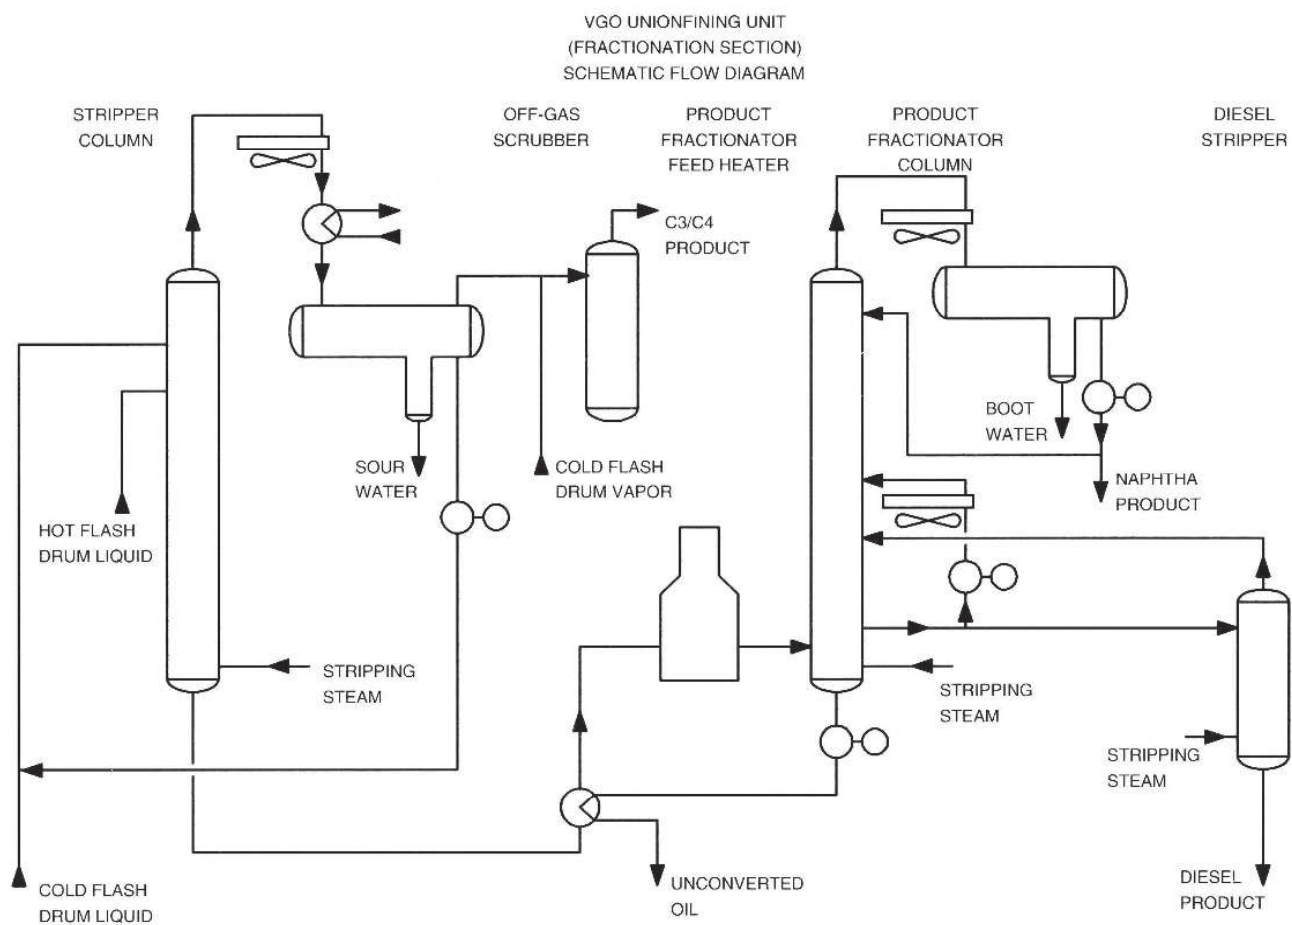 VGO UNIONFINING UNIT
(FRACTIONATION SECTION)
SCHEMATIC FLOW DIAGRAM
STRIPPER
COLUMN
OFF-GAS
SCRUBBER
PRODUCT
FRACTIONATOR
FEED HEATER
PRODUCT
FRACTIONATOR
COLUMN
DIESEL
STRIPPER
C3/C4
PRODUCT
BOOT
WATER
SOUR
WATER
COLD FLASH
DRUM VAPOR
NAPHTHA
PRODUCT
HOT FLASH
DRUM LIQUID
STRIPPING
STEAM
STRIPPING
STEAM
STRIPPING
STEAM
COLD FLASH
DRUM LIQUID
UNCONVERTED
OIL
DIESEL
PRODUCT